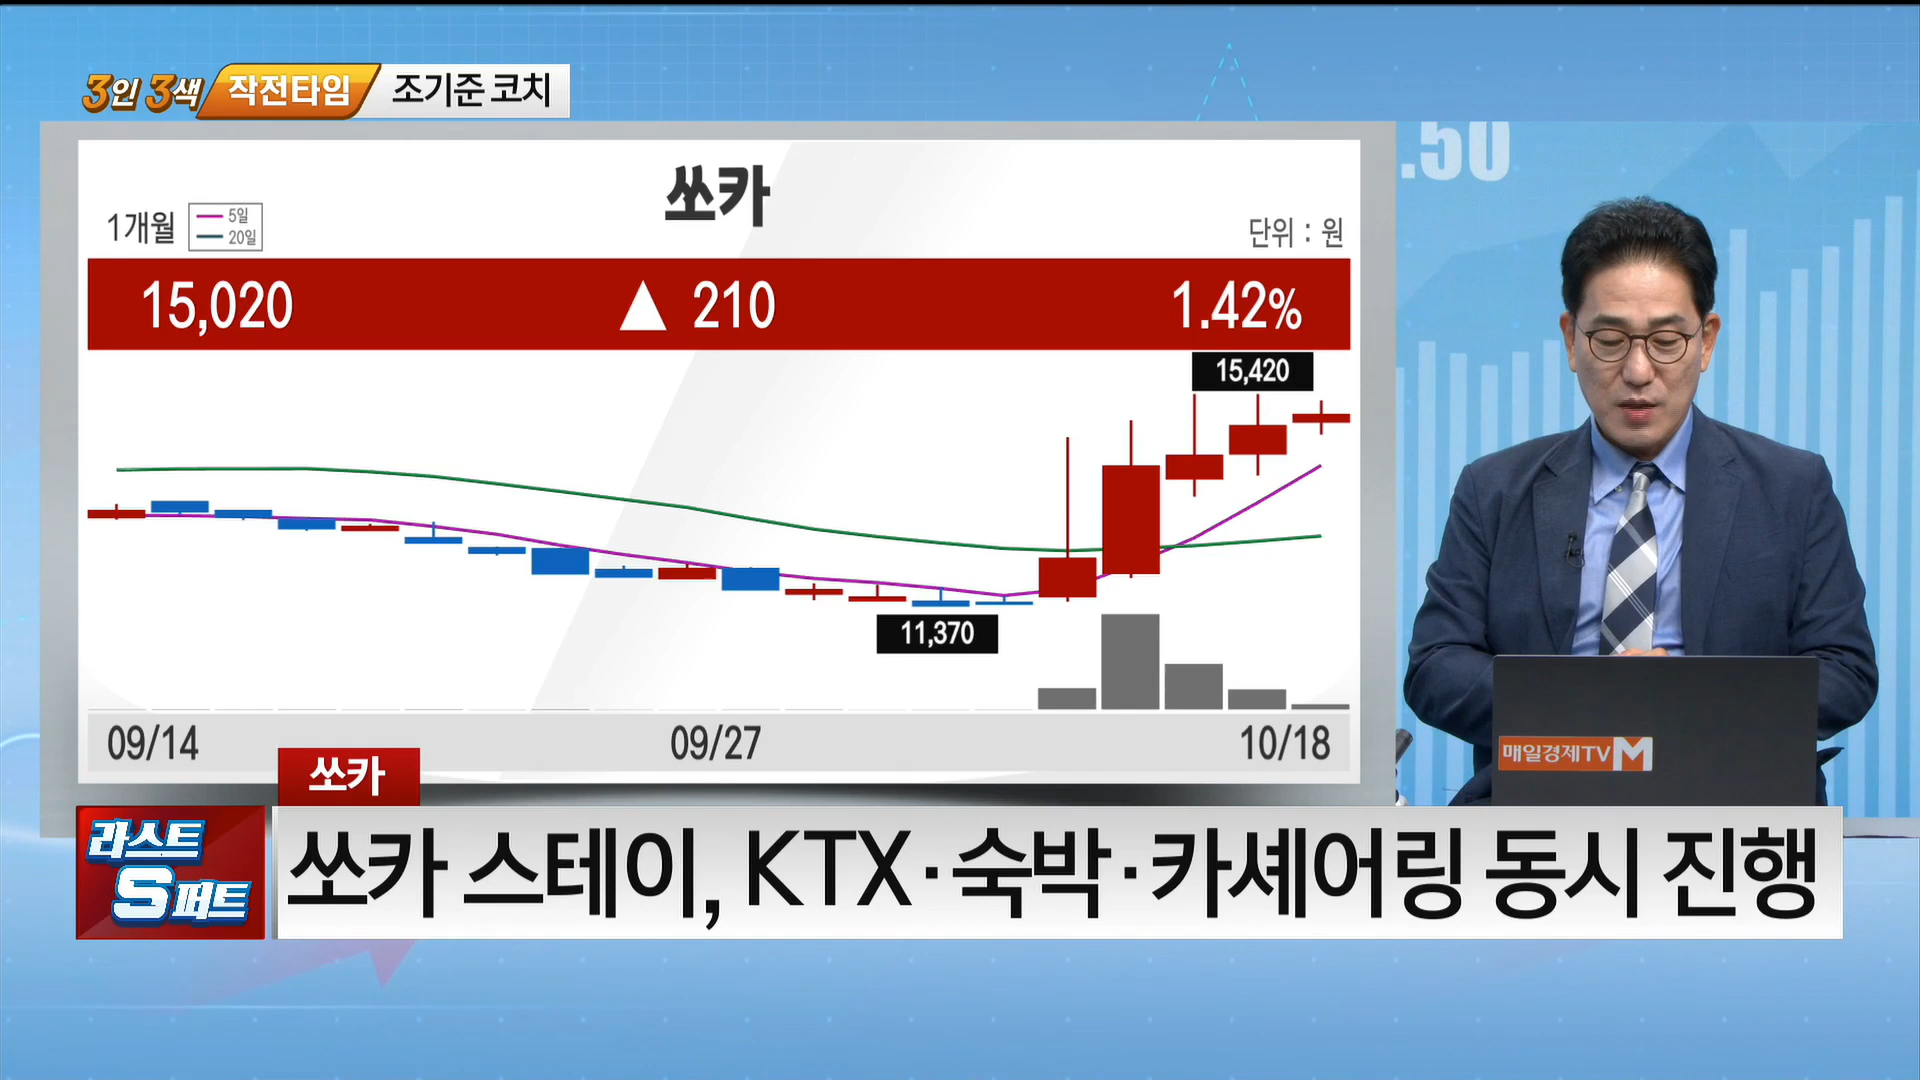 3인 3색 작전타임 조기준 코치
.50
쏘카
1개월
5일
20일
단위 : 원
15,020 ▲ 210 1.42%
15,420
11,370
09/14 09/27 10/18
매일경제TV M
쏘카
라스트
S퍼트
쏘카 스테이, KTX·숙박·카셰어링 동시 진행